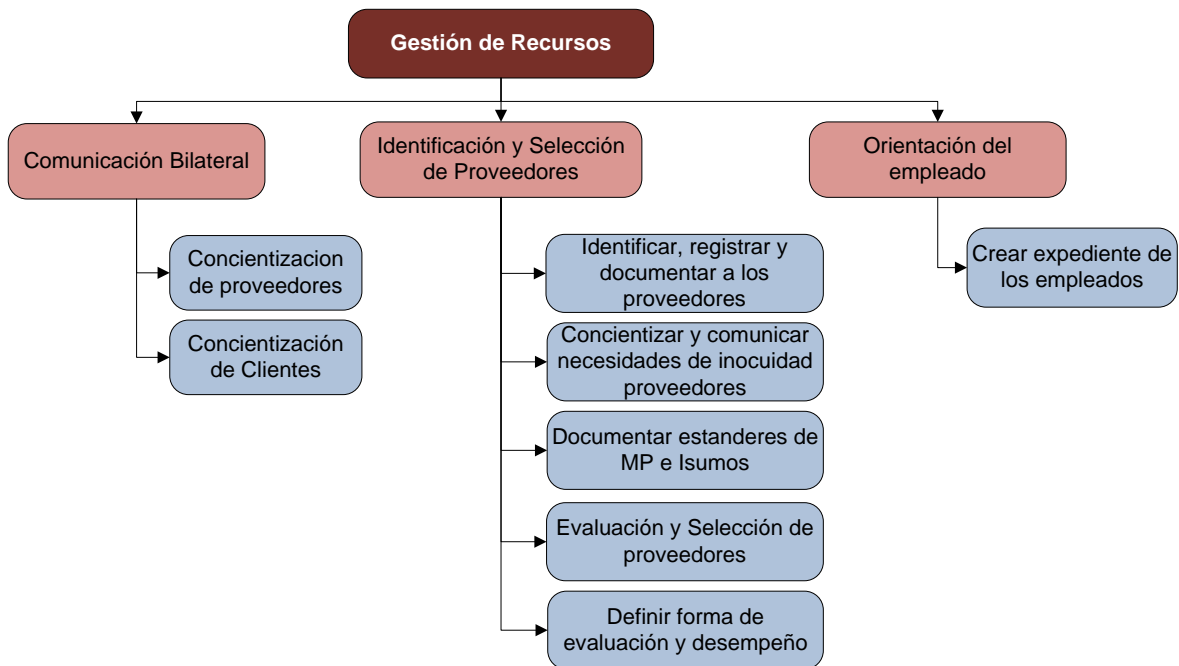 Gestión de Recursos
Comunicación Bilateral
Identificación y Selección
de Proveedores
Orientación del
empleado
Concientizacion
de proveedores
Concientización
de Clientes
Identificar, registrar y
documentar a los
proveedores
Concientizar y comunicar
necesidades de inocuidad
proveedores
Documentar estanderes de
MP e Isumos
Evaluación y Selección de
proveedores
Definir forma de
evaluación y desempeño
Crear expediente de
los empleados